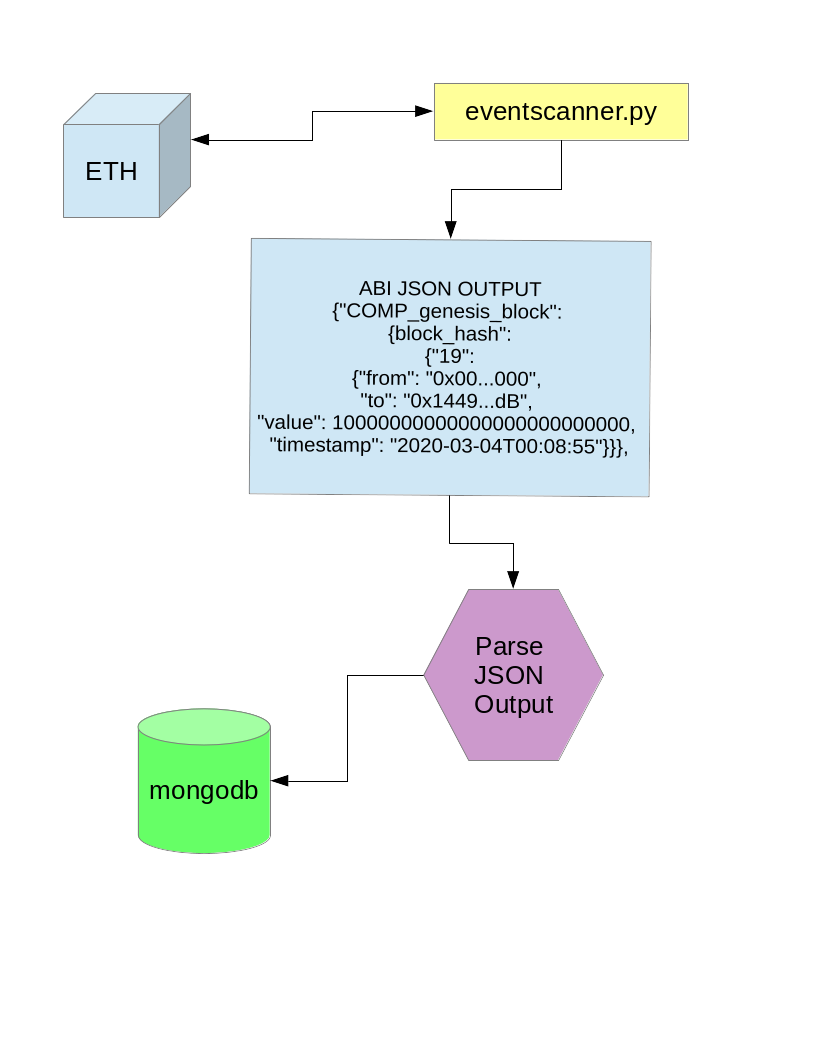 ETH
eventscanner.py
ABI JSON OUTPUT
{"COMP_genesis_block":
{block_hash":
{"19":
{"from": "0x00...000",
"to": "0x1449...dB",
"value": 10000000000000000000000000,
"timestamp": "2020-03-04T00:08:55"}}},
Parse
JSON
Output
mongodb